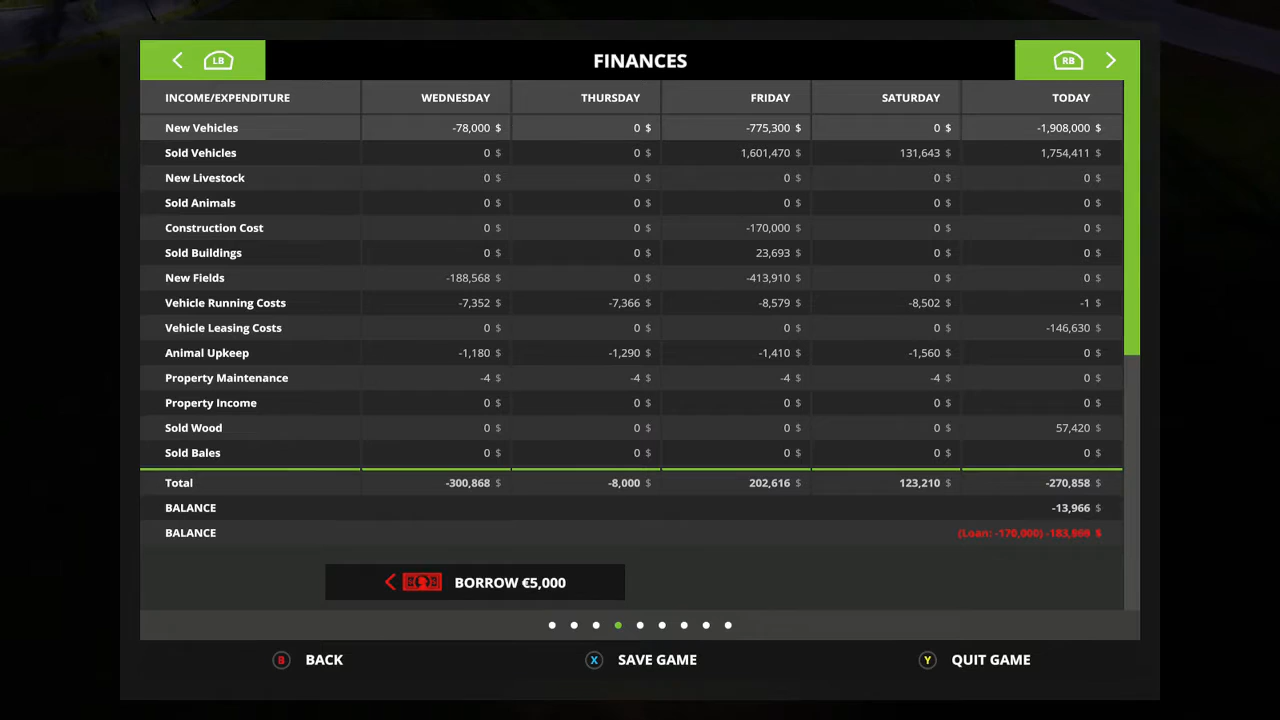 LB FINANCES RB
INCOME/EXPENDITURE WEDNESDAY THURSDAY FRIDAY SATURDAY TODAY
New Vehicles -78,000 $ 0 $ -775,300 $ 0 $ -1,908,000 $
Sold Vehicles 0 $ 0 $ 1,601,470 $ 131,643 $ 1,754,411 $
New Livestock 0 $ 0 $ 0 $ 0 $ 0 $
Sold Animals 0 $ 0 $ 0 $ 0 $ 0 $
Construction Cost 0 $ 0 $ -170,000 $ 0 $ 0 $
Sold Buildings 0 $ 0 $ 23,693 $ 0 $ 0 $
New Fields -188,568 $ 0 $ -413,910 $ 0 $ 0 $
Vehicle Running Costs -7,352 $ -7,366 $ -8,579 $ -8,502 $ -1 $
Vehicle Leasing Costs 0 $ 0 $ 0 $ 0 $ -146,630 $
Animal Upkeep -1,180 $ -1,290 $ -1,410 $ -1,560 $ 0 $
Property Maintenance -4 $ -4 $ -4 $ -4 $ 0 $
Property Income 0 $ 0 $ 0 $ 0 $ 0 $
Sold Wood 0 $ 0 $ 0 $ 0 $ 57,420 $
Sold Bales 0 $ 0 $ 0 $ 0 $ 0 $
Total -300,868 $ -8,000 $ 202,616 $ 123,210 $ -270,858 $
BALANCE -13,966 $
BALANCE (Loan: -170,000) -183,966 $
BORROW €5,000
B BACK X SAVE GAME Y QUIT GAME